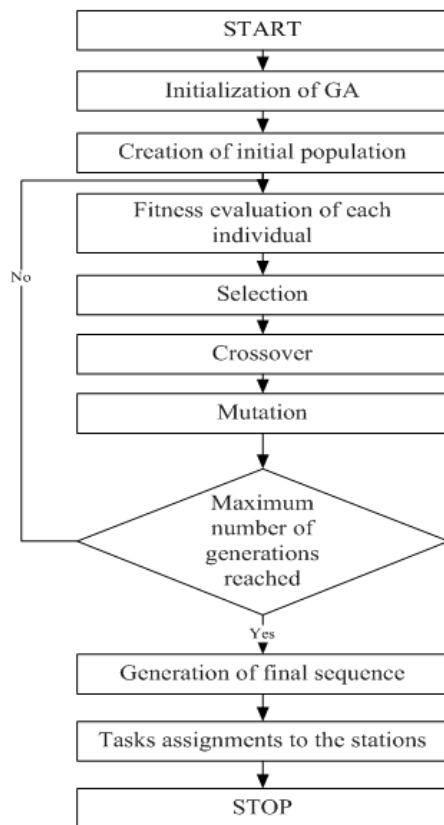 START
Initialization of GA
Creation of initial population
Fitness evaluation of each
individual
No
Selection
Crossover
Mutation
Maximum
number of
generations
reached
Yes
Generation of final sequence
Tasks assignments to the stations
STOP